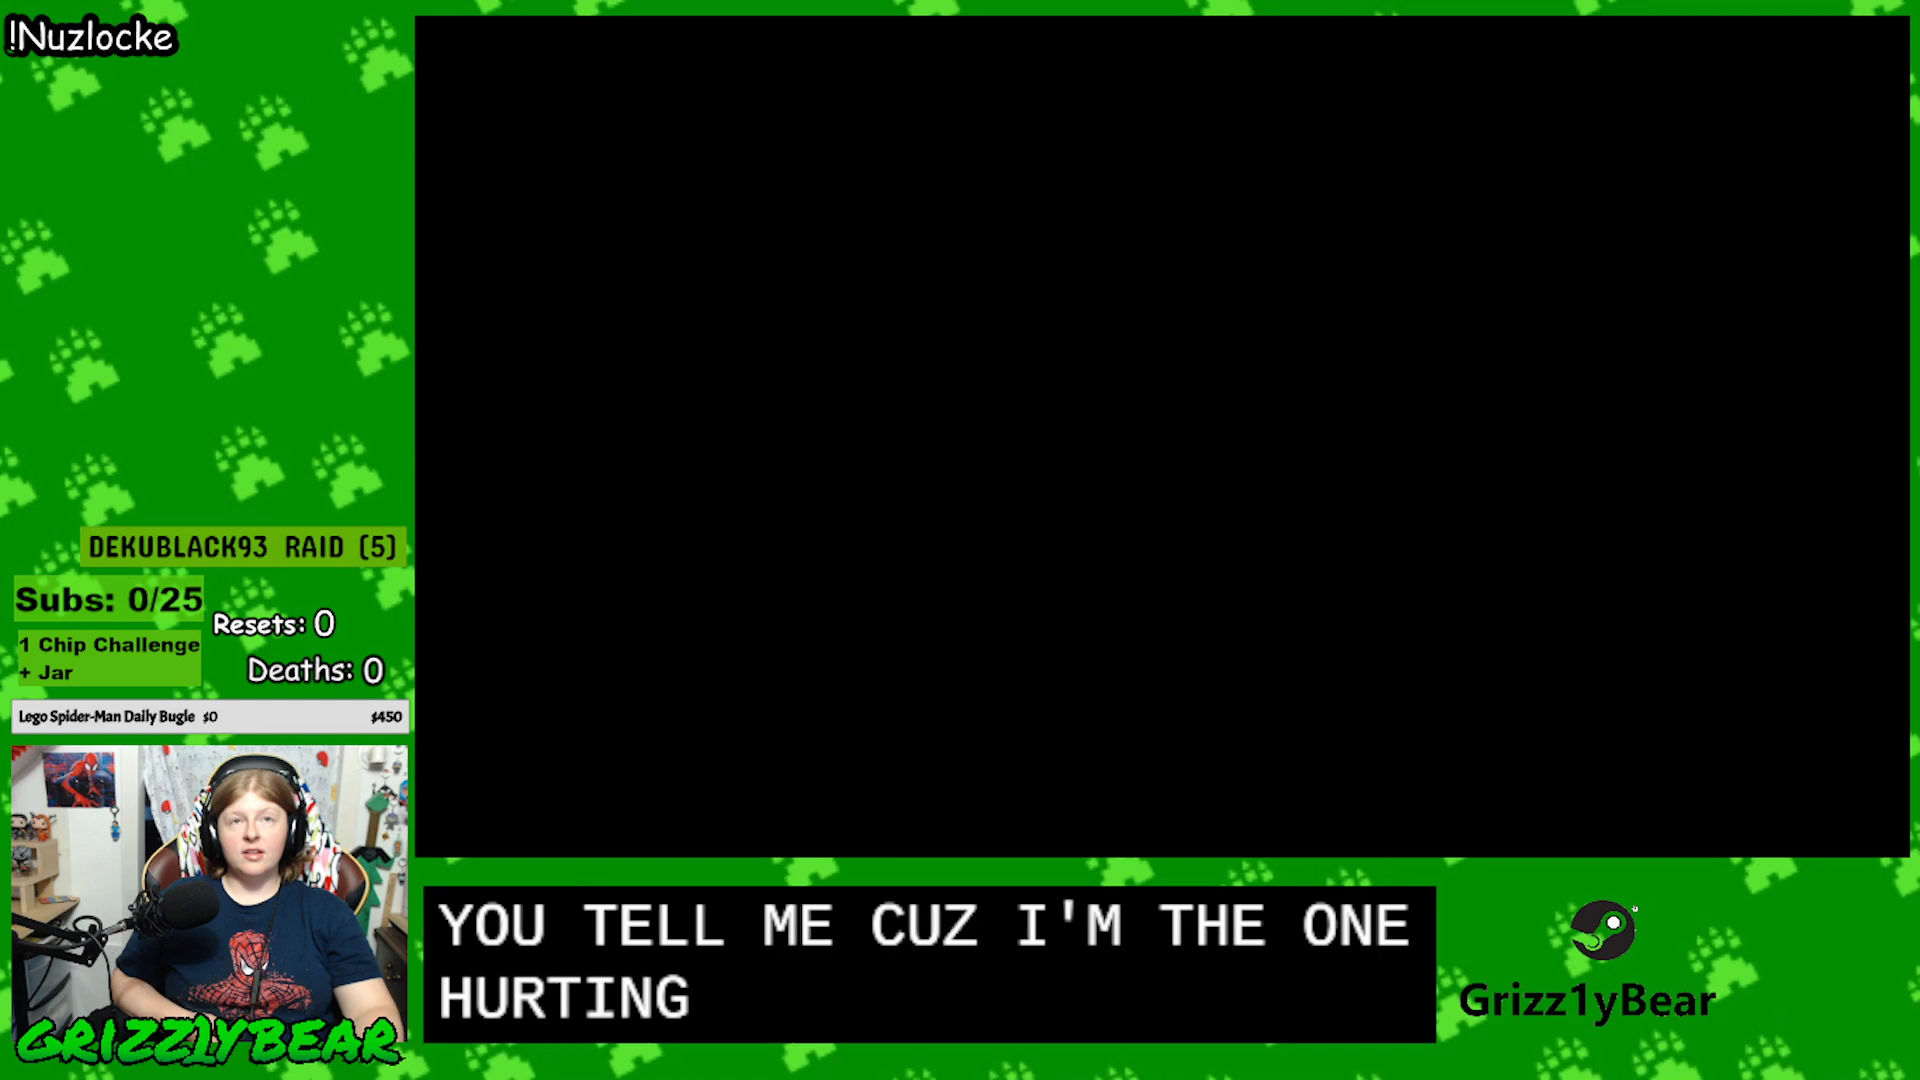 !Nuzlocke
DEKUBLACK93 RAID (5)
Subs: 0/25
Resets: 0
1 Chip Challenge
+ Jar
Deaths: 0
Lego Spider-Man Daily Bugle $0 $450
GRIZZ1YBEAR
YOU TELL ME CUZ I'M THE ONE
HURTING
Grizz1yBear